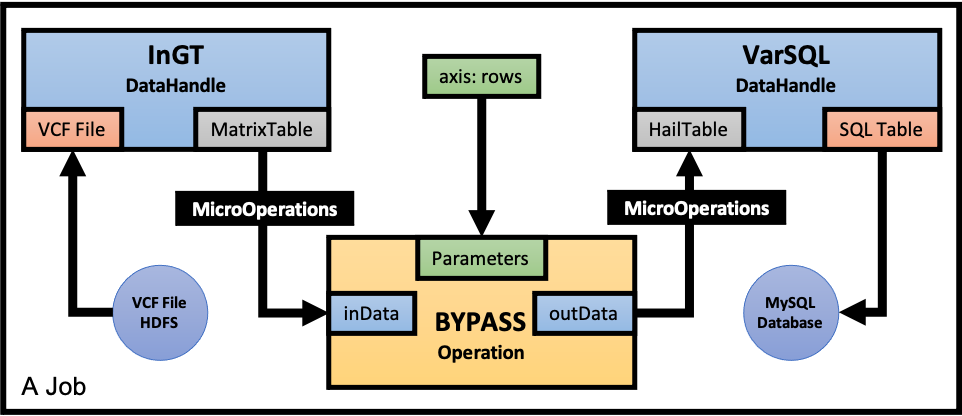 InGT
DataHandle
VCF File
MatrixTable
axis: rows
VarSQL
DataHandle
HailTable
SQL Table
MicroOperations
MicroOperations
Parameters
inData
outData
BYPASS
Operation
VCF File
HDFS
MySQL
Database
A Job